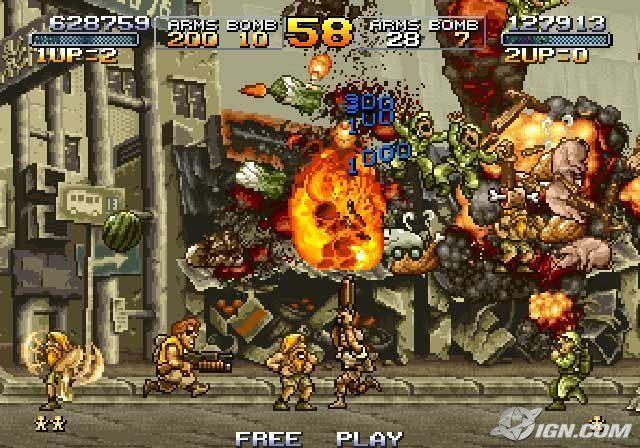 628759 ARMS BOMB 58 ARMS BOMB 127913
1UP=2 200 10 28 7 2UP=0
300
100
1000
13
FREE PLAY
IGN.COM